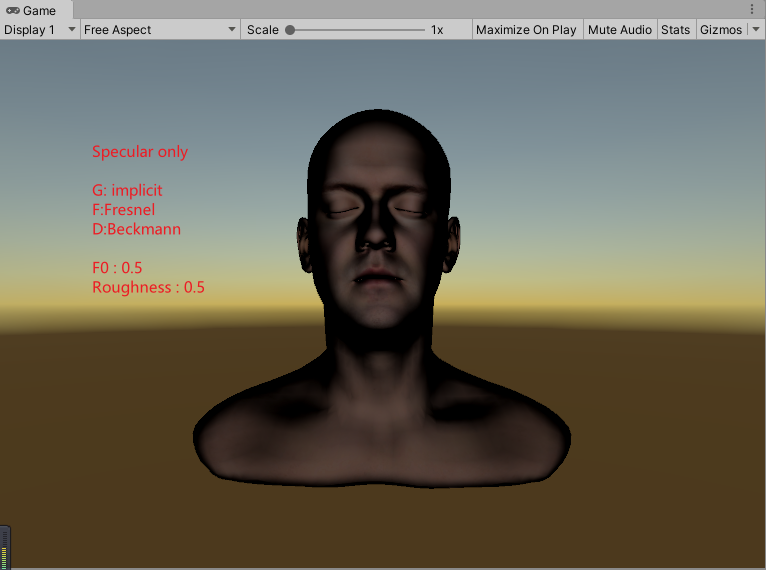 Game
Display 1 Free Aspect Scale 1x Maximize On Play Mute Audio Stats Gizmos
Specular only
G: implicit
F:Fresnel
D:Beckmann
F0 : 0.5
Roughness : 0.5